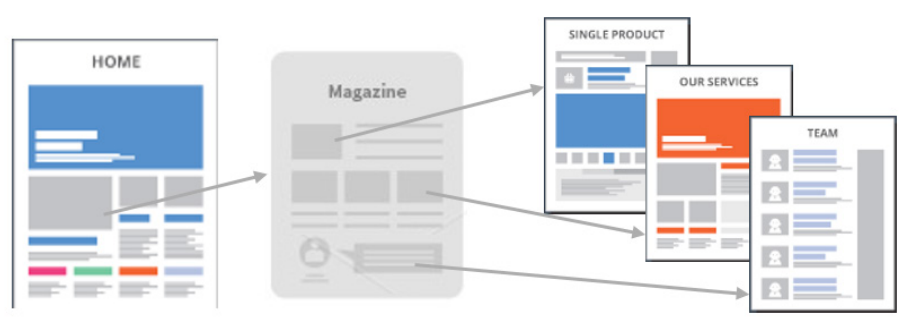 HOME
Magazine
SINGLE PRODUCT
OUR SERVICES
TEAM